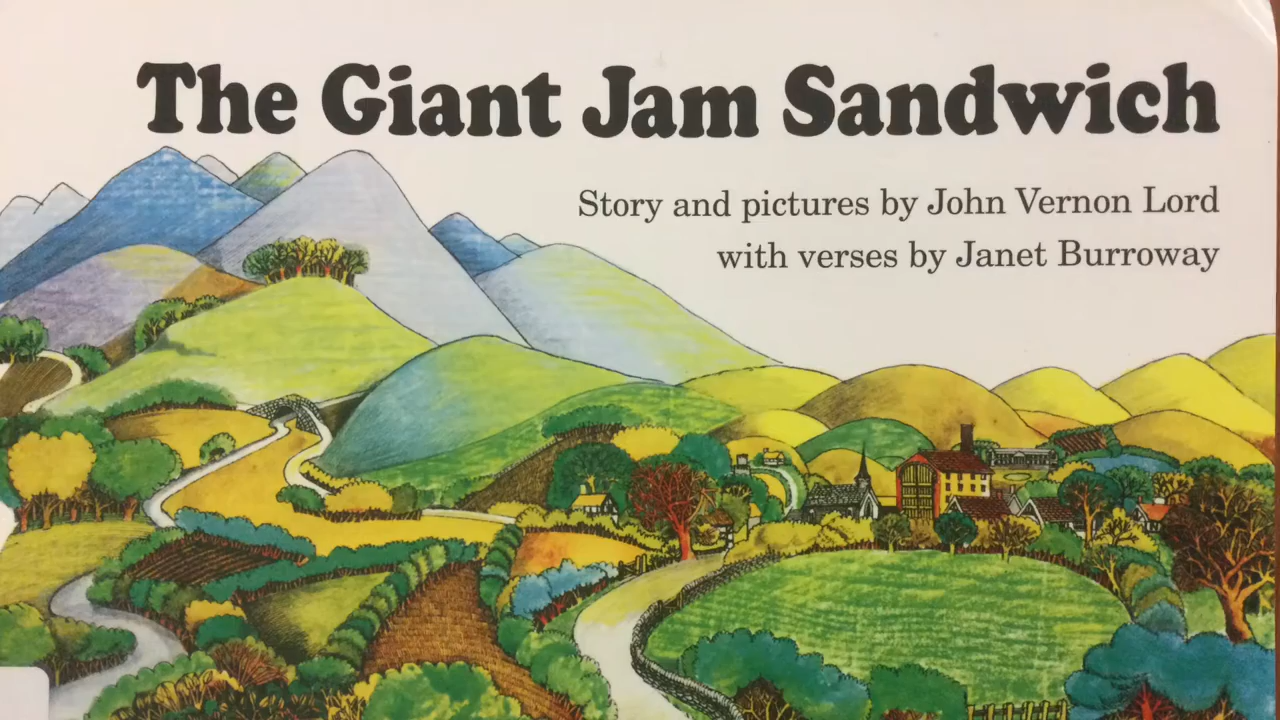 The Giant Jam Sandwich
Story and pictures by John Vernon Lord
with verses by Janet Burroway